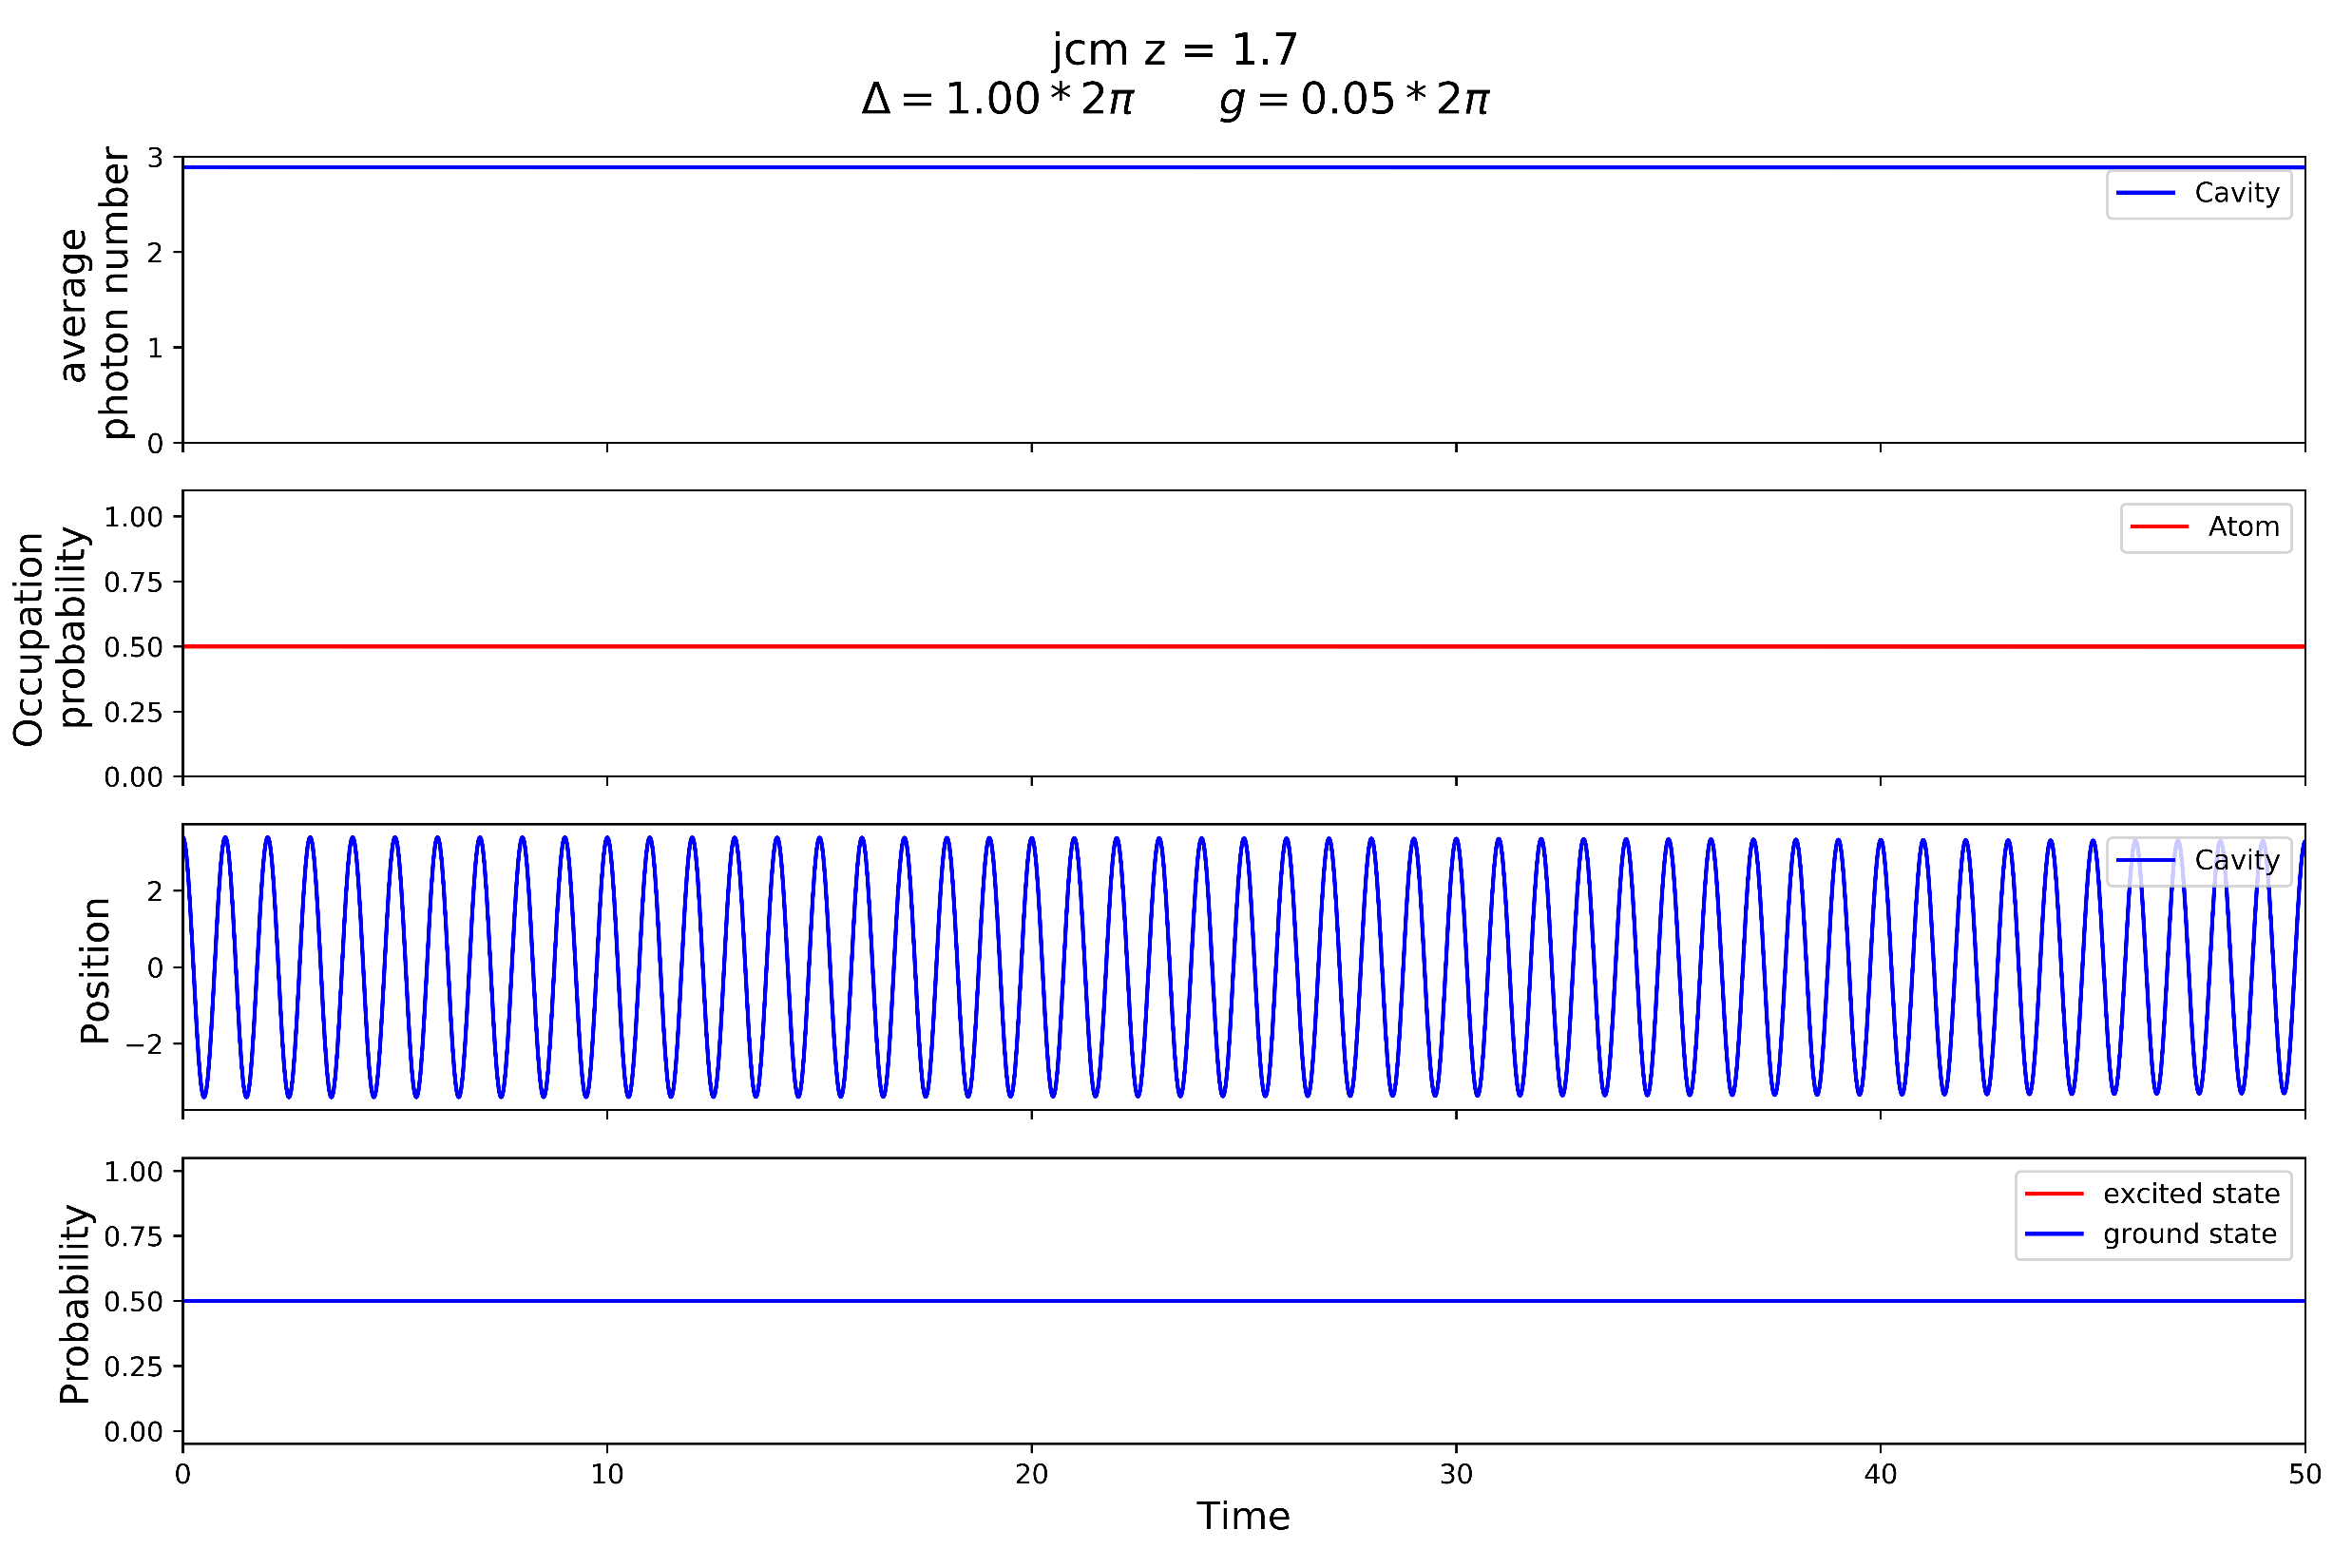 jcm z = 1.7
Δ = 1.00 * 2π g = 0.05 * 2π
average
photon number
3
2
1
0
Cavity
Occupation
probability
1.00
0.75
0.50
0.25
0.00
Atom
Position
2
0
−2
Cavity
Probability
1.00
0.75
0.50
0.25
0.00
excited state
ground state
0 10 20 30 40 50
Time